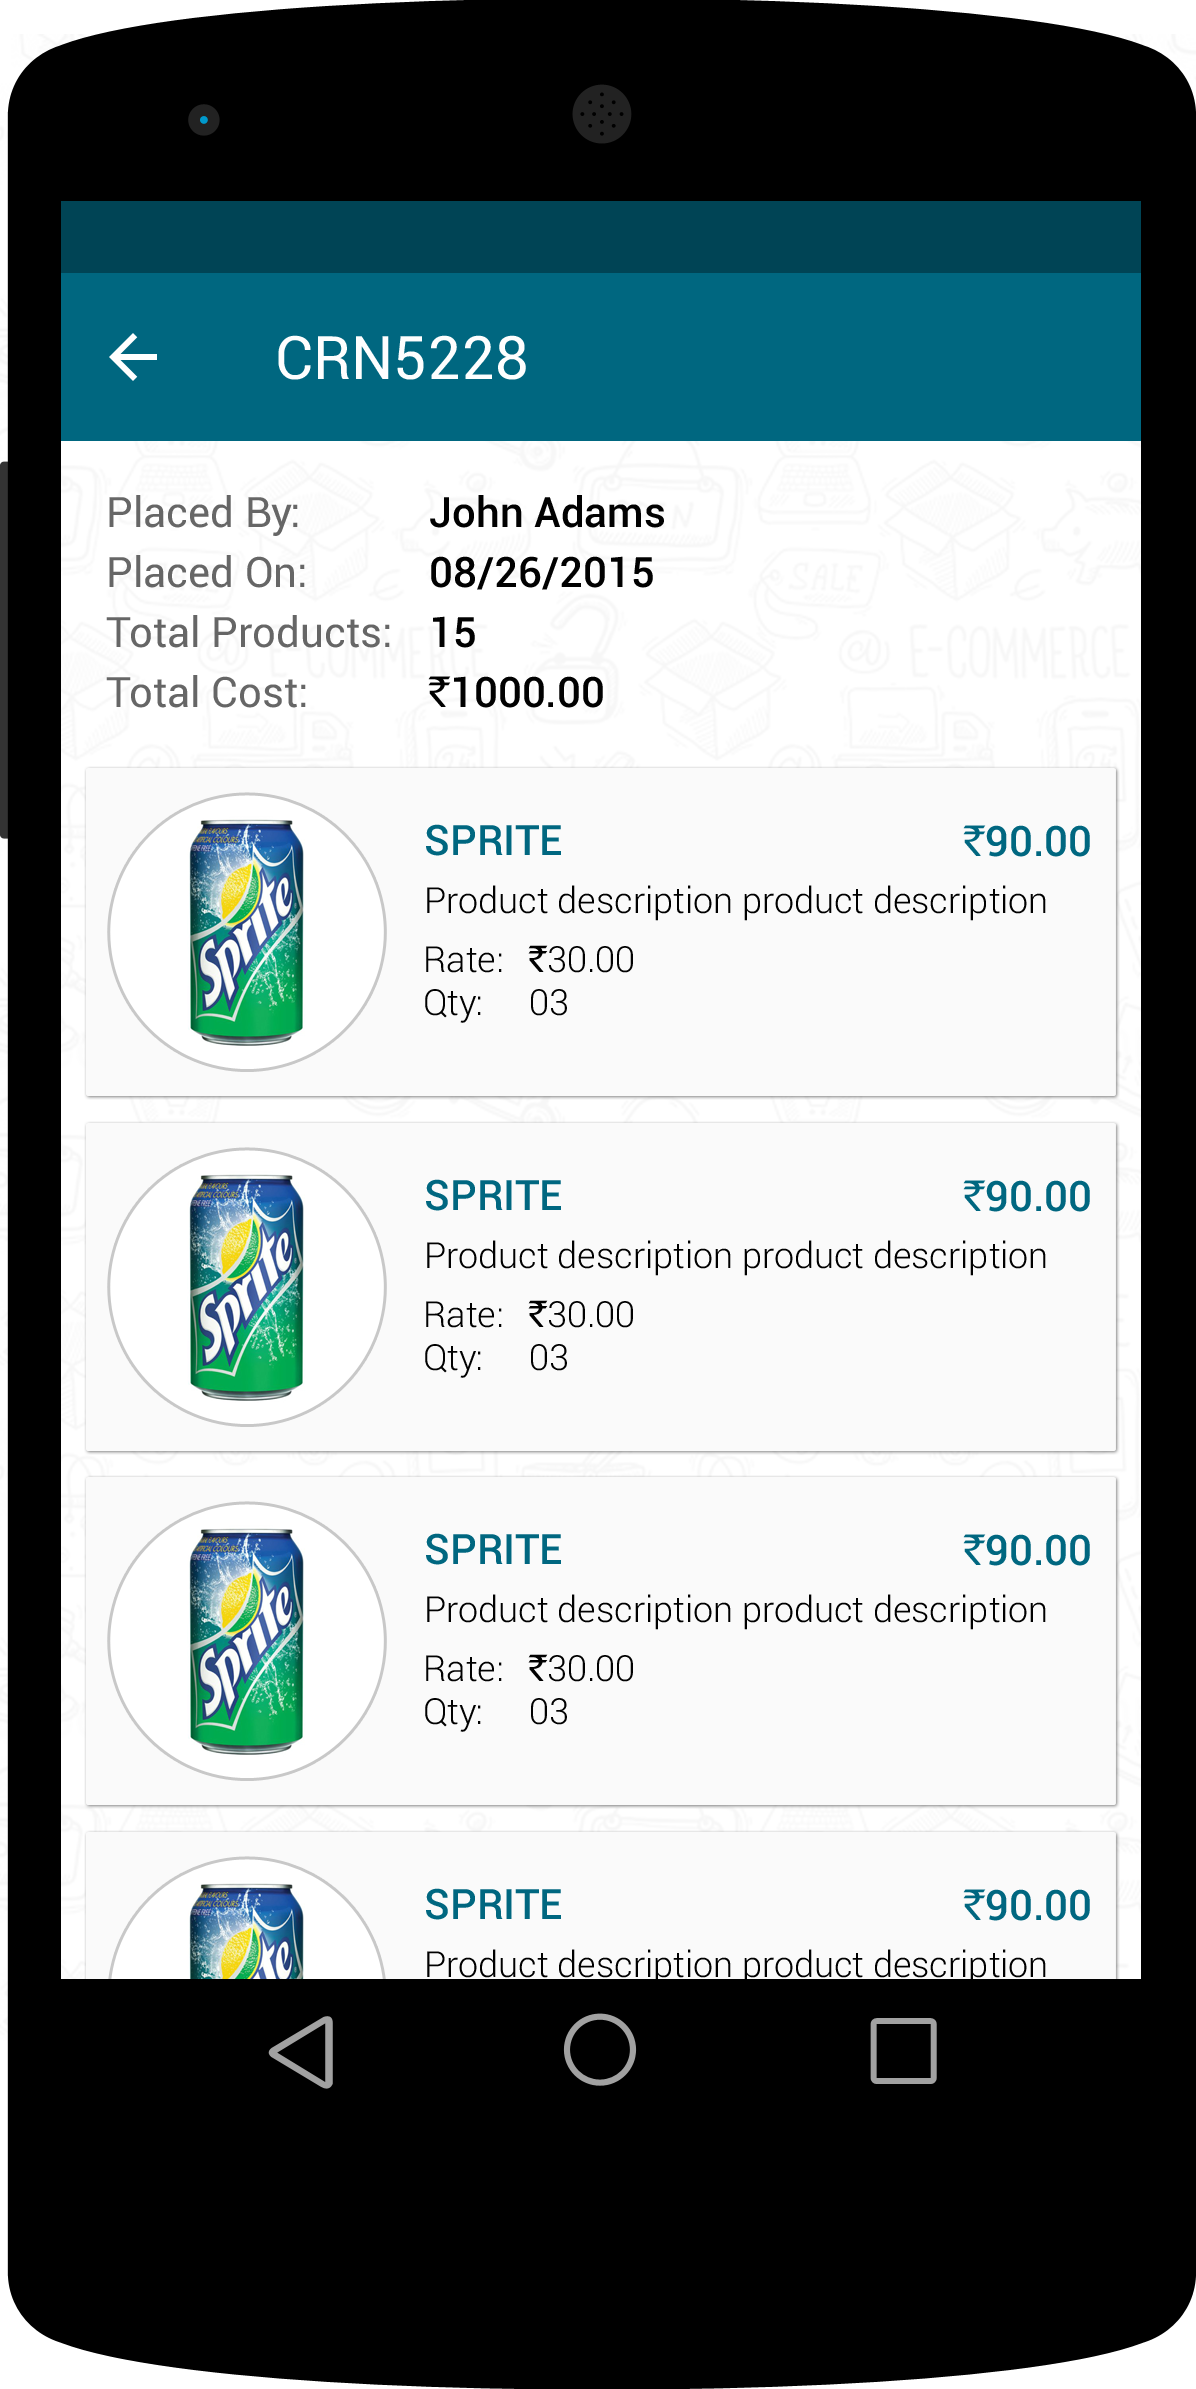 CRN5228
Placed By: John Adams
Placed On: 08/26/2015
Total Products: 15
Total Cost: ₹1000.00
SALE
@ E-COMMERCE
Sprite
SPRITE ₹90.00
Product description product description
Rate: ₹30.00
Qty: 03
Sprite
SPRITE ₹90.00
Product description product description
Rate: ₹30.00
Qty: 03
Sprite
SPRITE ₹90.00
Product description product description
Rate: ₹30.00
Qty: 03
SPRITE ₹90.00
Product description product description